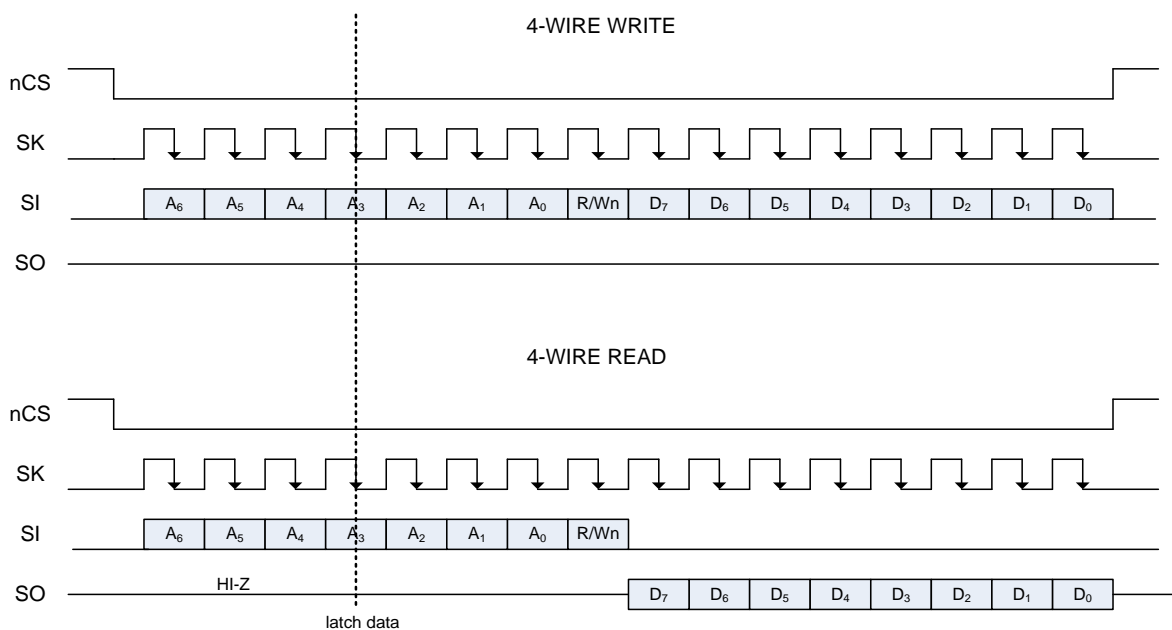 4-WIRE WRITE
nCS
SK
SI A6 A5 A4 A3 A2 A1 A0 R/Wn D7 D6 D5 D4 D3 D2 D1 D0
SO
4-WIRE READ
nCS
SK
SI A6 A5 A4 A3 A2 A1 A0 R/Wn
HI-Z
SO D7 D6 D5 D4 D3 D2 D1 D0
latch data